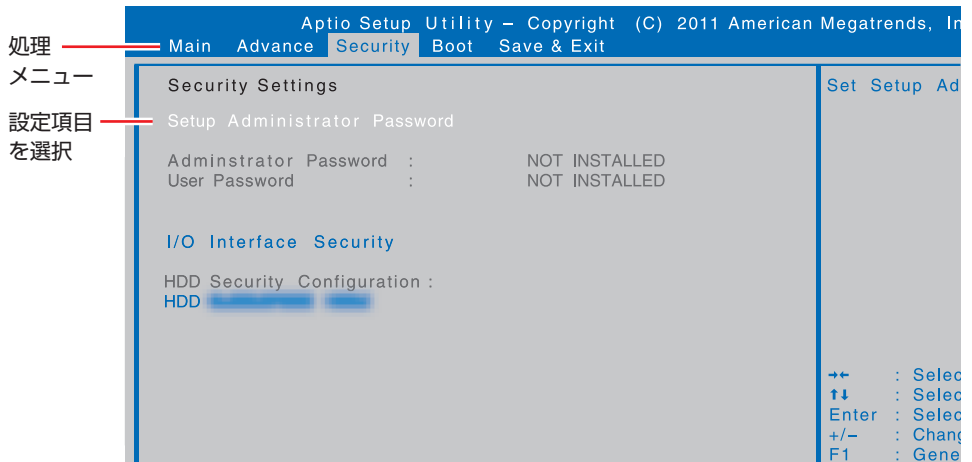 Aptio Setup Utility – Copyright (C) 2011 American Megatrends, In
Main Advance Security Boot Save & Exit
処理
メニュー
設定項目
を選択
Security Settings
Setup Administrator Password
Adminstrator Password : NOT INSTALLED
User Password : NOT INSTALLED
I/O Interface Security
HDD Security Configuration :
HDD
Set Setup Ad
→← : Selec
↑↓ : Selec
Enter : Selec
+/– : Chang
F1 : Gene